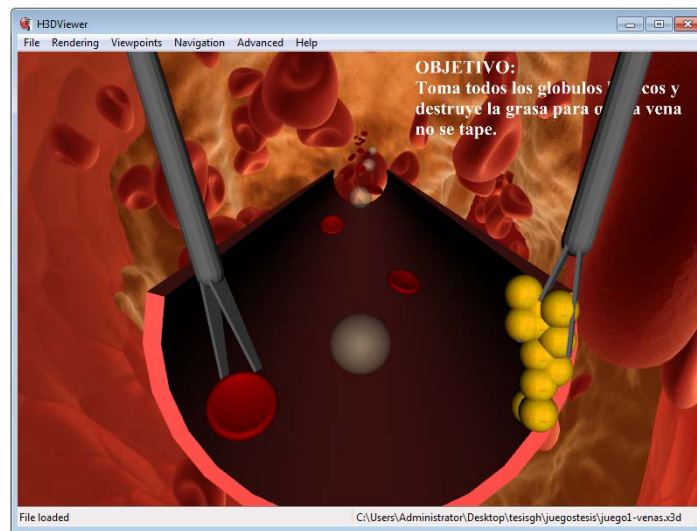 H3DViewer
File Rendering Viewpoints Navigation Advanced Help
OBJETIVO:
Toma todos los globulos y
destruye la grasa para vena
no se tape.
File loaded
C:\Users\Administrator\Desktop\tesisgh\juegostesis\juego1-venas.x3d